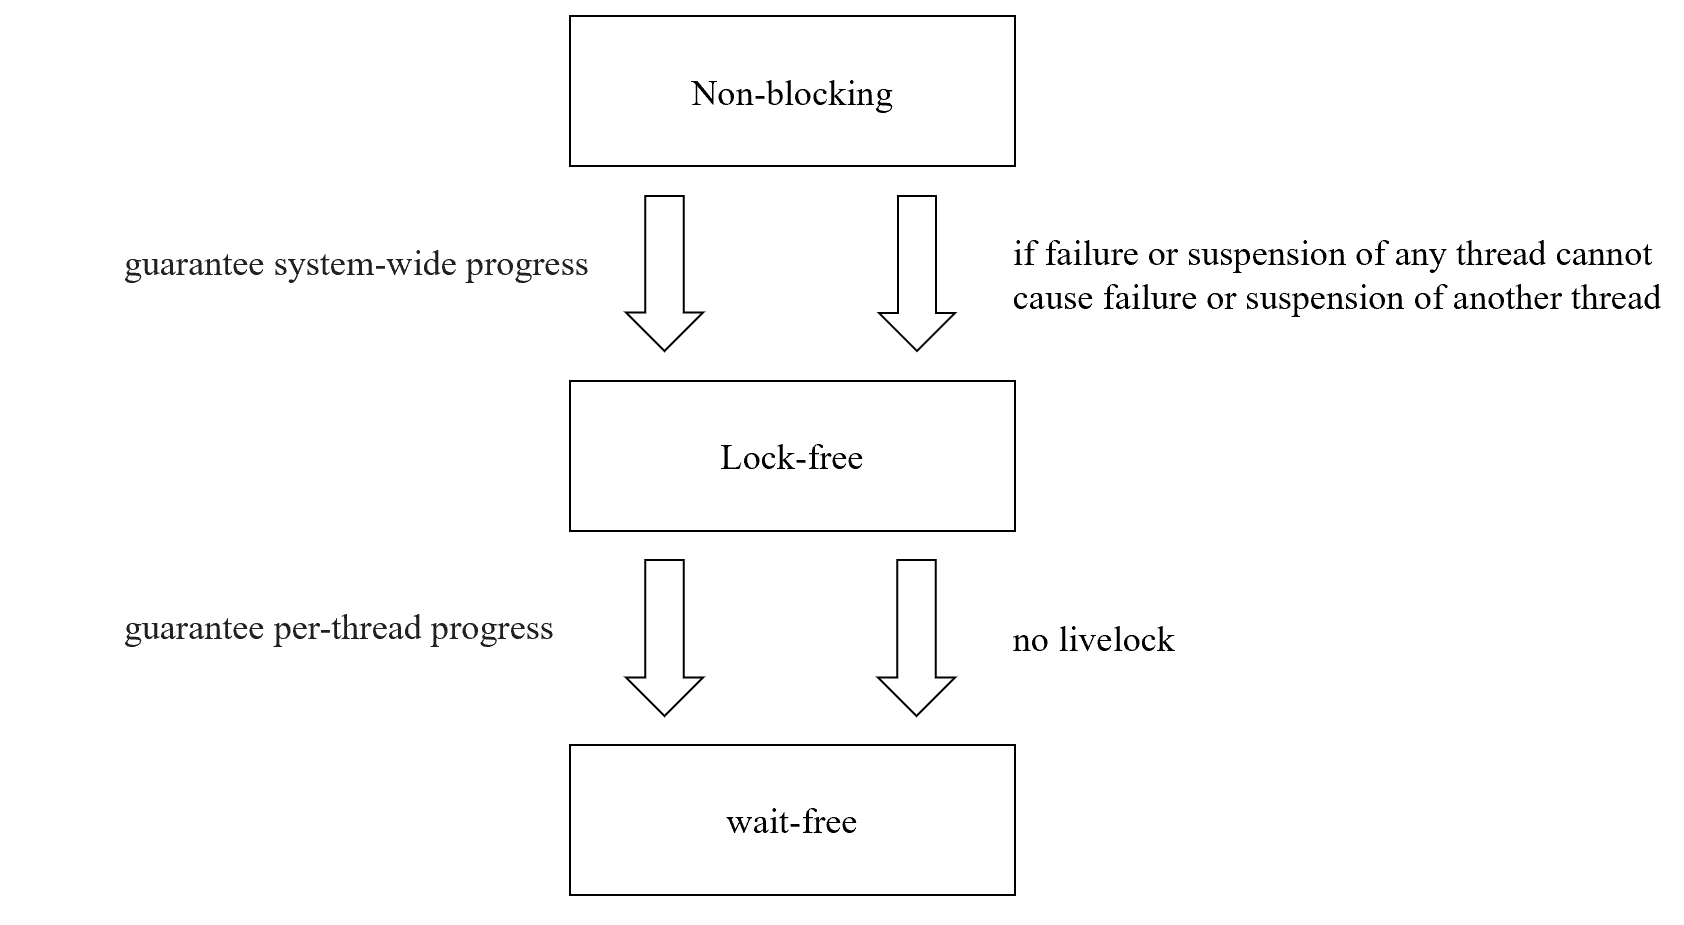 Non-blocking
guarantee system-wide progress
if failure or suspension of any thread cannot
cause failure or suspension of another thread
Lock-free
guarantee per-thread progress
no livelock
wait-free